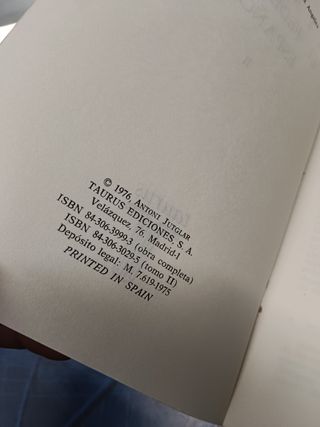 © 1976, ANTONI JUTGLAR
TAURUS EDICIONES, S. A.
Velázquez, 76, Madrid-1
ISBN 84-306-3999-3 (obra completa)
ISBN 84-306-3029-5 (tomo II)
Depósito legal: M. 7.619-1975
PRINTED IN SPAIN